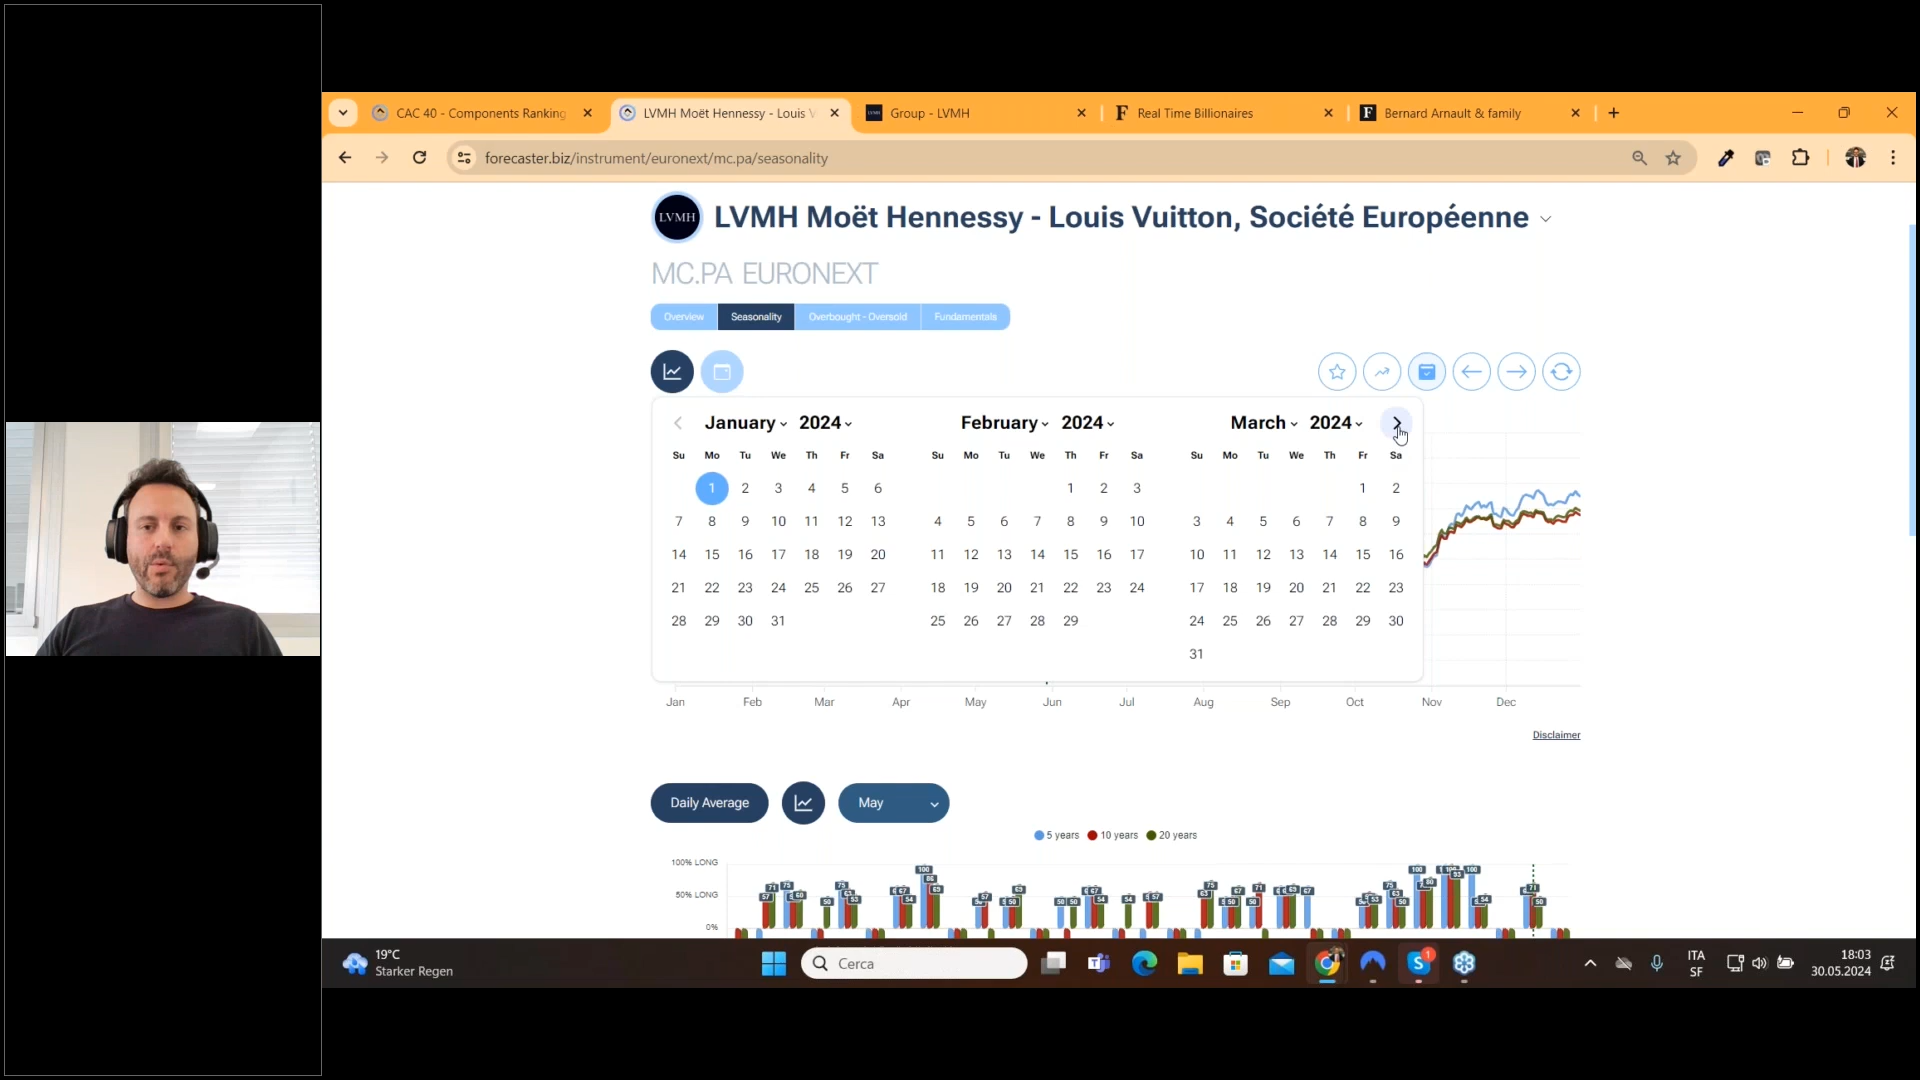 CAC 40 - Components Ranking
LVMH Moët Hennessy - Louis V
Group - LVMH
Real Time Billionaires
Bernard Arnault & family
forecaster.biz/instrument/euronext/mc.pa/seasonality
LVMH
LVMH Moët Hennessy - Louis Vuitton, Société Européenne
MC.PA EURONEXT
Overview Seasonality Overbought - Oversold Fundamentals
January 2024 February 2024 March 2024
Su Mo Tu We Th Fr Sa Su Mo Tu We Th Fr Sa Su Mo Tu We Th Fr Sa
1 2 3 4 5 6 1 2 3 1 2
7 8 9 10 11 12 13 4 5 6 7 8 9 10 3 4 5 6 7 8 9
14 15 16 17 18 19 20 11 12 13 14 15 16 17 10 11 12 13 14 15 16
21 22 23 24 25 26 27 18 19 20 21 22 23 24 17 18 19 20 21 22 23
28 29 30 31 25 26 27 28 29 24 25 26 27 28 29 30
31
Jan Feb Mar Apr May Jun Jul Aug Sep Oct Nov Dec
Disclaimer
Daily Average May
5 years 10 years 20 years
100% LONG
50% LONG
0%
19°C
Starker Regen
Cerca
ITA
SF
18:03
30.05.2024